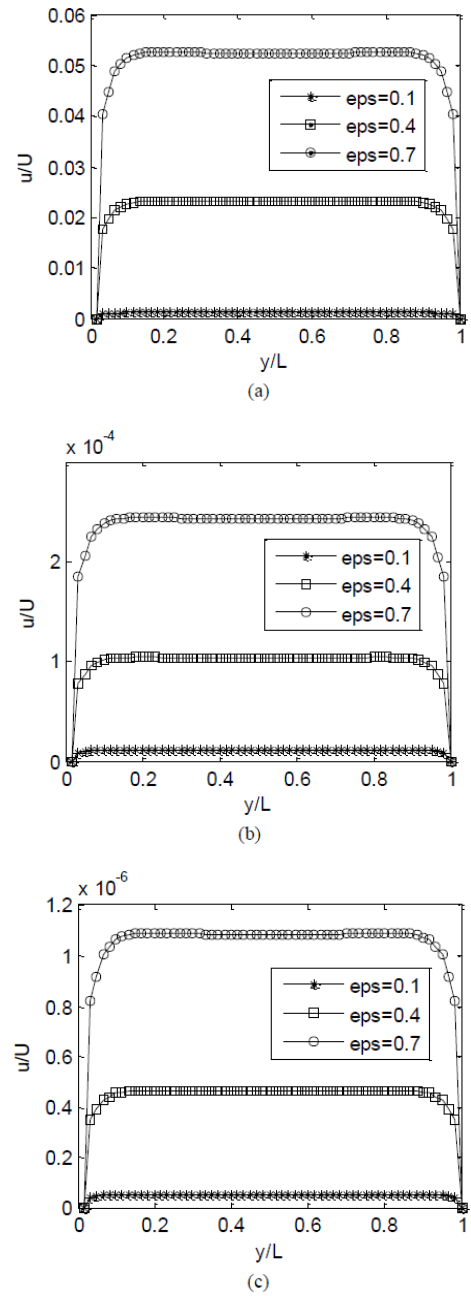 0.06
0.05
0.04
0.03
0.02
0.01
0
u/U
eps=0.1
eps=0.4
eps=0.7
0 0.2 0.4 0.6 0.8 1
y/L
(a)
x 10^-4
2
1
0
u/U
eps=0.1
eps=0.4
eps=0.7
0 0.2 0.4 0.6 0.8 1
y/L
(b)
x 10^-6
1.2
1
0.8
0.6
0.4
0.2
0
u/U
eps=0.1
eps=0.4
eps=0.7
0 0.2 0.4 0.6 0.8 1
y/L
(c)